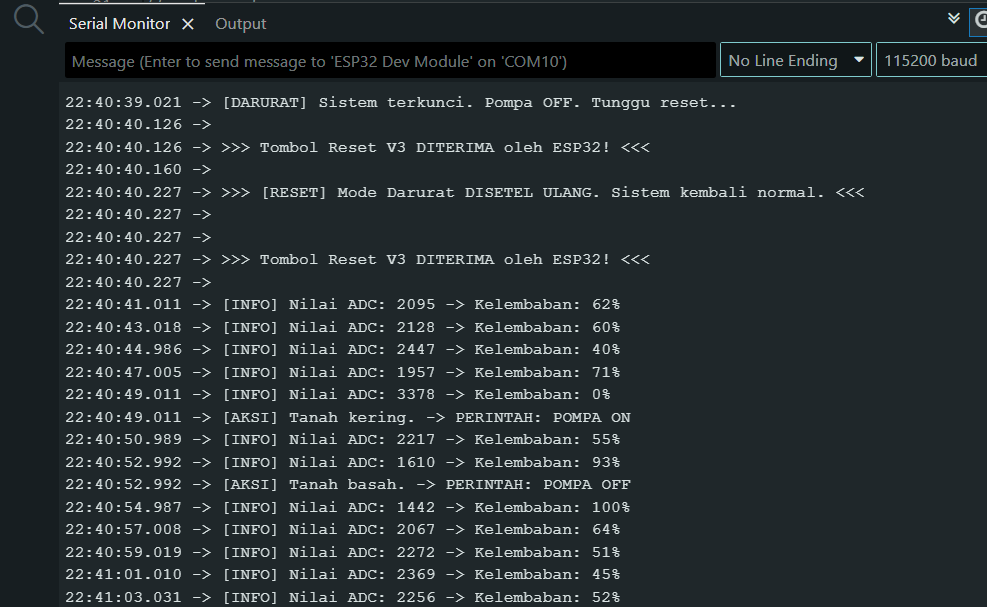 Serial Monitor × Output
Message (Enter to send message to 'ESP32 Dev Module' on 'COM10')
No Line Ending
115200 baud
22:40:39.021 -> [DARURAT] Sistem terkunci. Pompa OFF. Tunggu reset...
22:40:40.126 ->
22:40:40.126 -> >>> Tombol Reset V3 DITERIMA oleh ESP32! <<<
22:40:40.160 ->
22:40:40.227 -> >>> [RESET] Mode Darurat DISETEL ULANG. Sistem kembali normal. <<<
22:40:40.227 ->
22:40:40.227 ->
22:40:40.227 -> >>> Tombol Reset V3 DITERIMA oleh ESP32! <<<
22:40:40.227 ->
22:40:41.011 -> [INFO] Nilai ADC: 2095 -> Kelembaban: 62%
22:40:43.018 -> [INFO] Nilai ADC: 2128 -> Kelembaban: 60%
22:40:44.986 -> [INFO] Nilai ADC: 2447 -> Kelembaban: 40%
22:40:47.005 -> [INFO] Nilai ADC: 1957 -> Kelembaban: 71%
22:40:49.011 -> [INFO] Nilai ADC: 3378 -> Kelembaban: 0%
22:40:49.011 -> [AKSI] Tanah kering. -> PERINTAH: POMPA ON
22:40:50.989 -> [INFO] Nilai ADC: 2217 -> Kelembaban: 55%
22:40:52.992 -> [INFO] Nilai ADC: 1610 -> Kelembaban: 93%
22:40:52.992 -> [AKSI] Tanah basah. -> PERINTAH: POMPA OFF
22:40:54.987 -> [INFO] Nilai ADC: 1442 -> Kelembaban: 100%
22:40:57.008 -> [INFO] Nilai ADC: 2067 -> Kelembaban: 64%
22:40:59.019 -> [INFO] Nilai ADC: 2272 -> Kelembaban: 51%
22:41:01.010 -> [INFO] Nilai ADC: 2369 -> Kelembaban: 45%
22:41:03.031 -> [INFO] Nilai ADC: 2256 -> Kelembaban: 52%